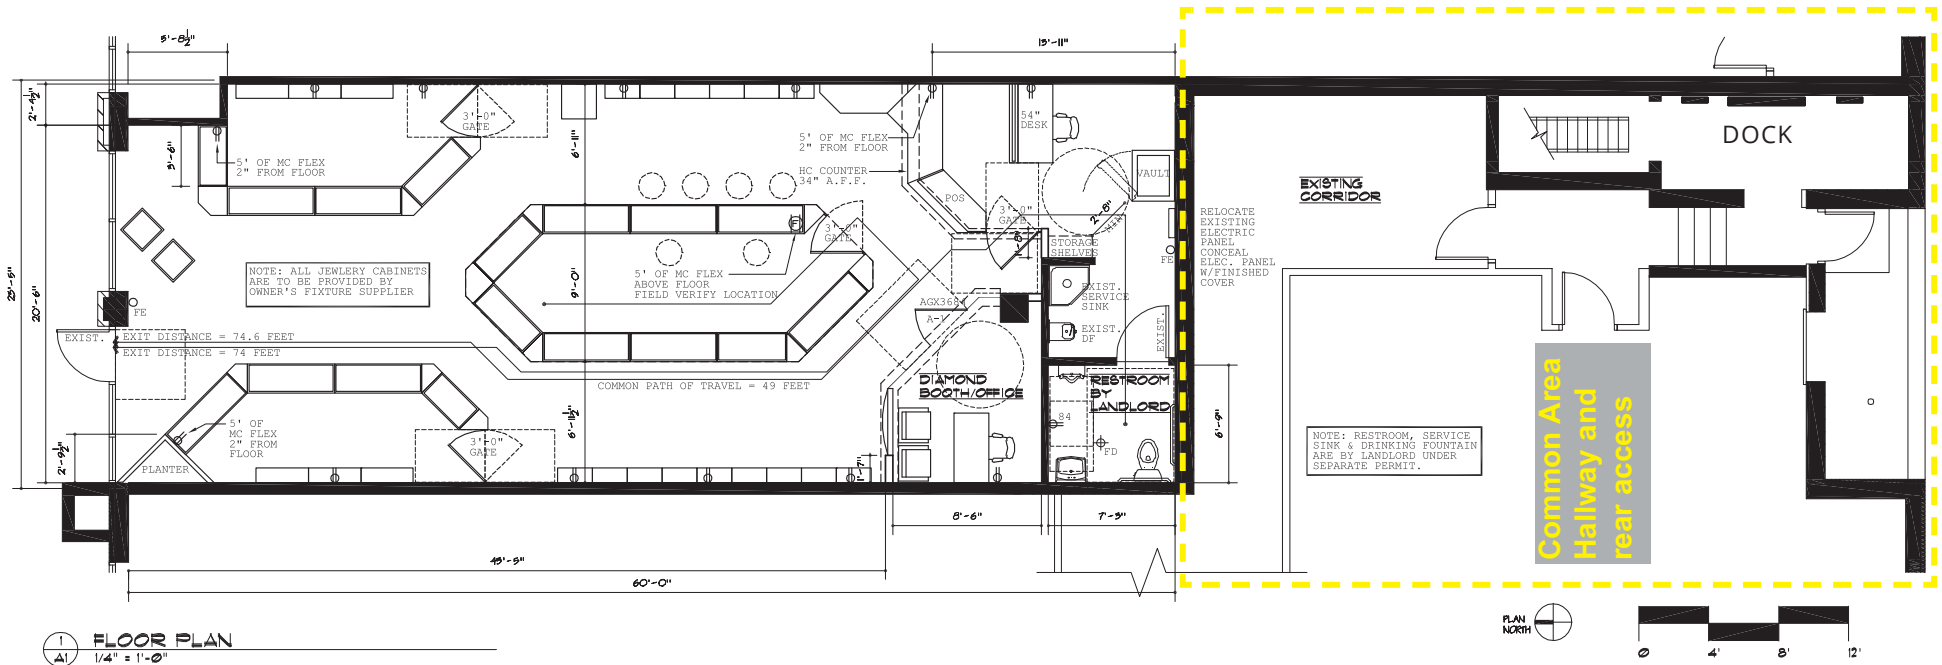 5'-8½"
13'-11"
2'-4½"
3'-0"
GATE
54"
DESK
5' OF MC FLEX
2" FROM FLOOR
DOCK
3'-6"
6'-11"
5' OF MC FLEX
2" FROM FLOOR
HC COUNTER
34" A.F.F.
VAULT
EXISTING
CORRIDOR
POS
3'-0"
GATE
2'-8"
3'-0"
GATE
1'-8"
STORAGE
SHELVES
FE
RELOCATE
EXISTING
ELECTRIC
PANEL
CONCEAL
ELEC. PANEL
W/FINISHED
COVER
25'-5"
20'-6"
NOTE: ALL JEWLERY CABINETS
ARE TO BE PROVIDED BY
OWNER'S FIXTURE SUPPLIER
9'-0"
5' OF MC FLEX
ABOVE FLOOR
FIELD VERIFY LOCATION
FE
AGX368
A-1
EXIST.
SERVICE
SINK
EXIST.
DF
EXIST.
EXIST.
EXIT DISTANCE = 74.6 FEET
EXIT DISTANCE = 74 FEET
COMMON PATH OF TRAVEL = 49 FEET
DIAMOND
BOOTH/OFFICE
RESTROOM
BY
LANDLORD
84
FD
6'-9"
5' OF
MC FLEX
2" FROM
FLOOR
6'-11½"
3'-0"
GATE
2'-9½"
PLANTER
1'-7"
NOTE: RESTROOM, SERVICE
SINK & DRINKING FOUNTAIN
ARE BY LANDLORD UNDER
SEPARATE PERMIT.
Common Area
Hallway and
rear access
8'-6"
7'-3"
45'-5"
60'-0"
1
A1
FLOOR PLAN
1/4" = 1'-0"
PLAN
NORTH
0 4' 8' 12'